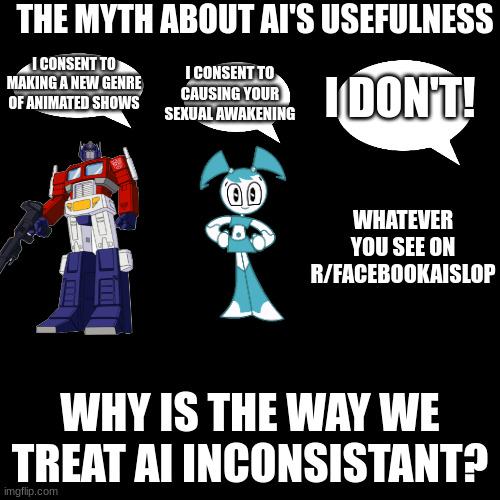 THE MYTH ABOUT AI'S USEFULNESS
I CONSENT TO
MAKING A NEW GENRE
OF ANIMATED SHOWS
I CONSENT TO
CAUSING YOUR
SEXUAL AWAKENING
I DON'T!
WHATEVER
YOU SEE ON
R/FACEBOOKAISLOP
WHY IS THE WAY WE
TREAT AI INCONSISTANT?
imgflip.com